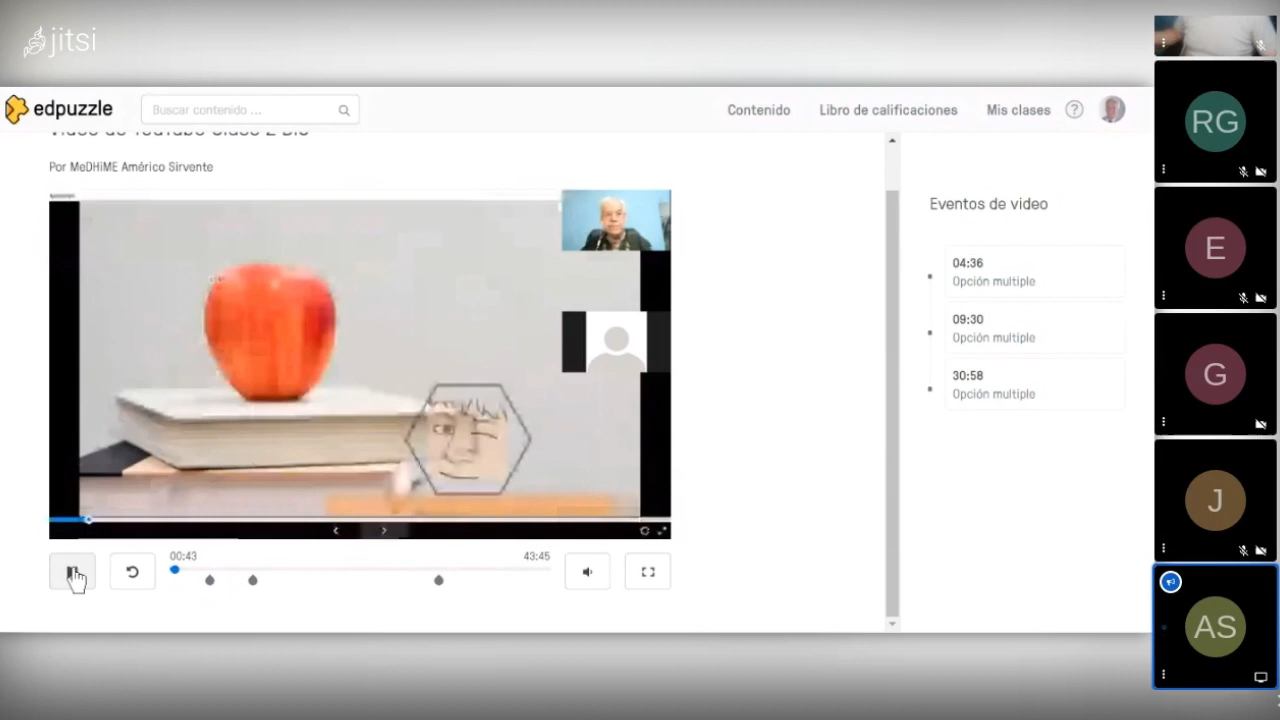 jitsi
edpuzzle
Buscar contenido ...
Contenido
Libro de calificaciones
Mis clases
?
Por MeDHiME Américo Sirvente
Eventos de video
04:36
Opción multiple
09:30
Opción multiple
30:58
Opción multiple
00:43
43:45
RG
E
G
J
AS